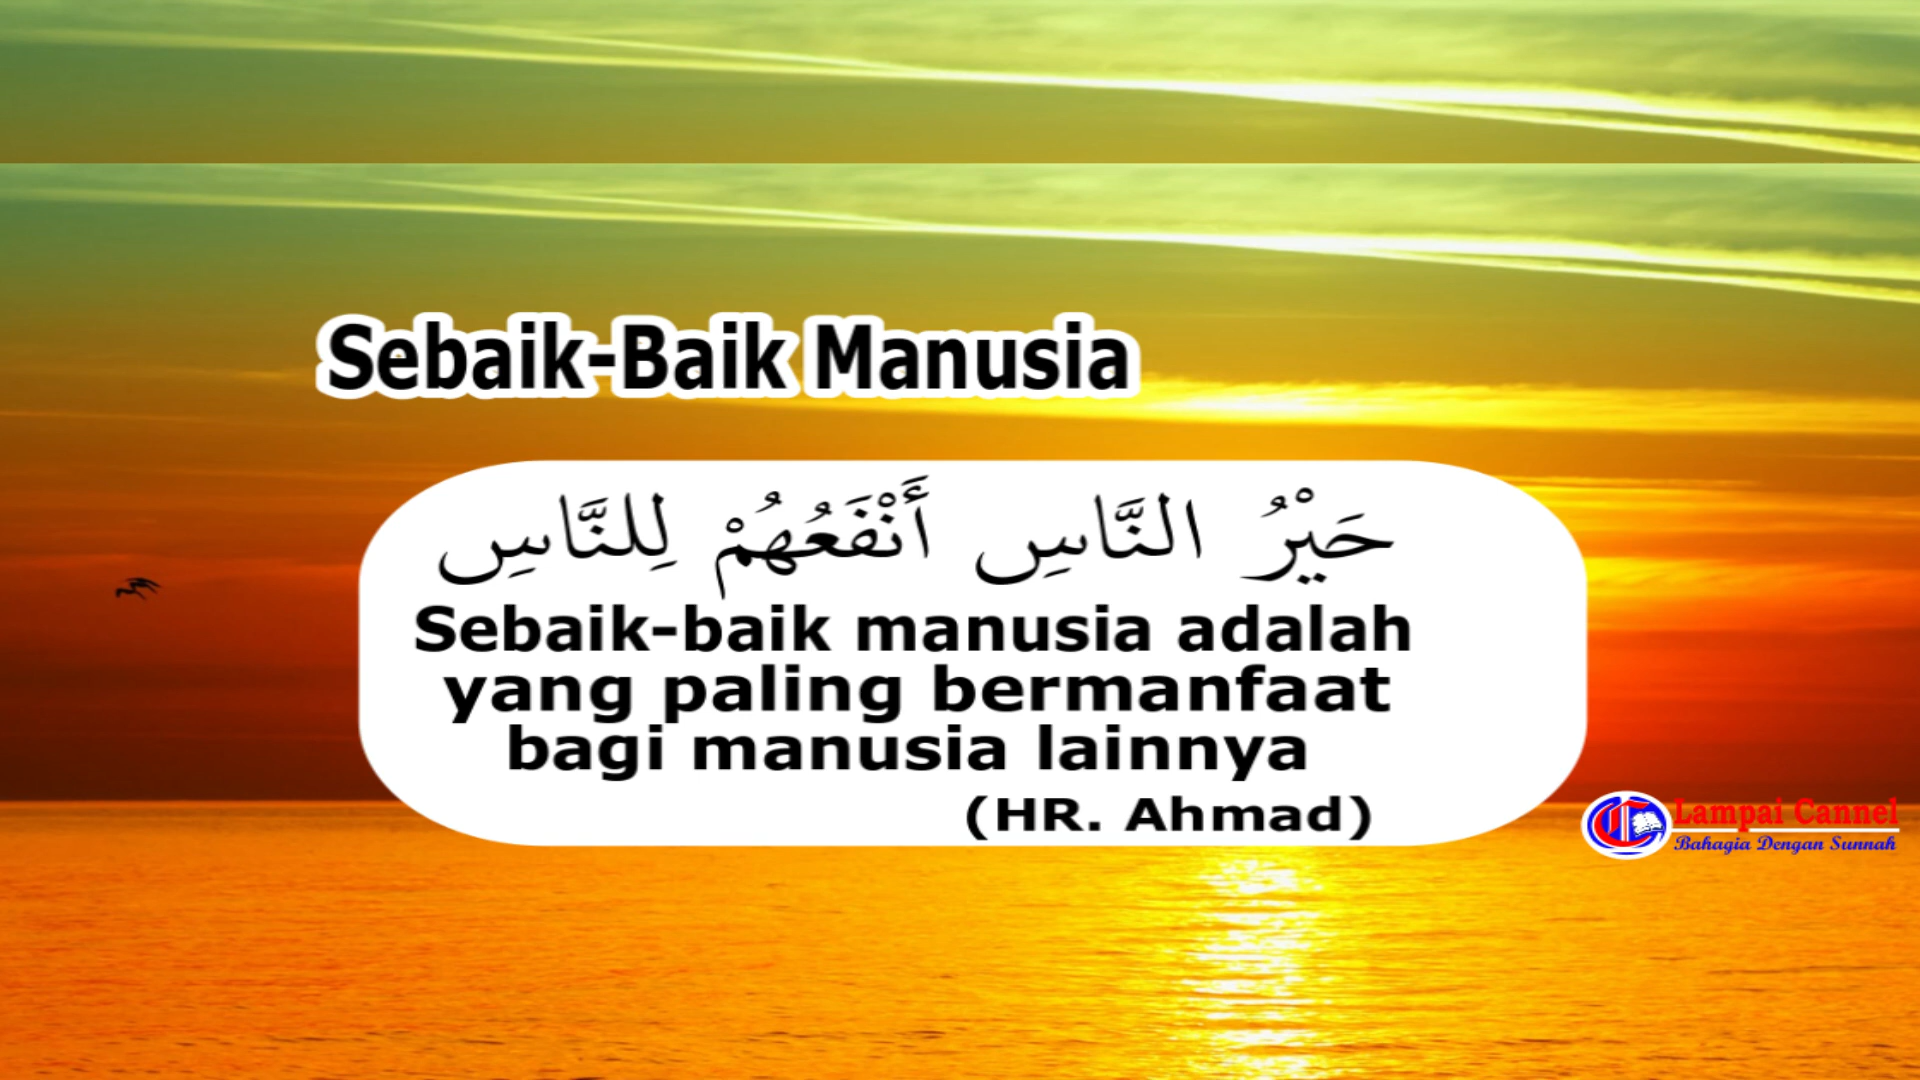 Sebaik-Baik Manusia
حَيْرُ النَّاسِ أَنْفَعُهُمْ لِلنَّاسِ
Sebaik-baik manusia adalah
yang paling bermanfaat
bagi manusia lainnya
(HR. Ahmad)
Lampai Cannel
Bahagia Dengan Sunnah